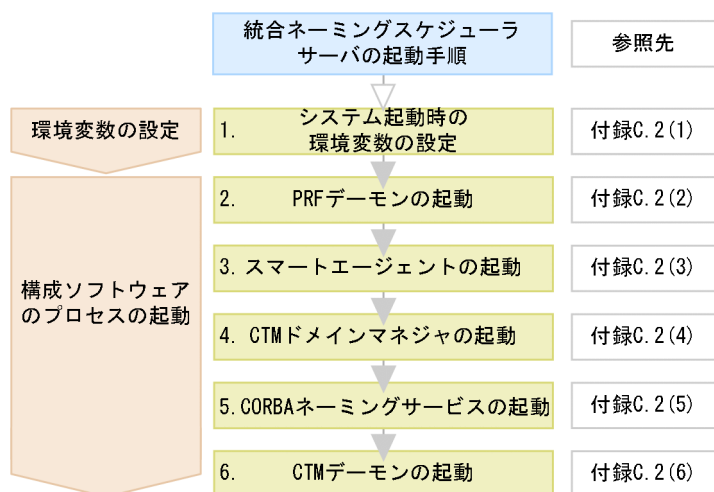 統合ネーミングスケジューラ
サーバの起動手順
参照先
環境変数の設定
1. システム起動時の
環境変数の設定
付録C.2(1)
2. PRFデーモンの起動
付録C.2(2)
3. スマートエージェントの起動
付録C.2(3)
構成ソフトウェア
のプロセスの起動
4. CTMドメインマネジャの起動
付録C.2(4)
5.CORBAネーミングサービスの起動
付録C.2(5)
6. CTMデーモンの起動
付録C.2(6)